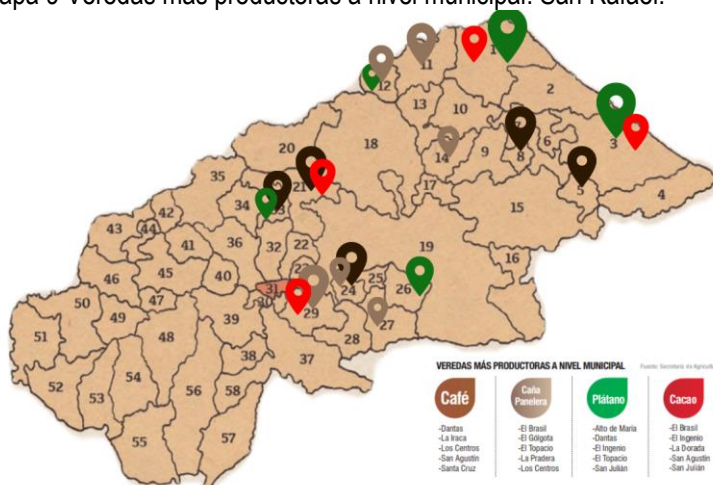 apa 6 Veredas más productoras a nivel municipal. San Rafael.
1
11
12
2
13
10
3
20
18
7
6
14
9
8
21
5
35
17
4
34
33
15
42
43
44
36
32
22
19
41
16
46
45
40
23
25
24
26
31
50
47
30
29
27
49
39
48
28
51
38
37
54
52
53
56
58
55
57
VEREDAS MÁS PRODUCTORAS A NIVEL MUNICIPAL
Fuente: Secretaría de Agricult
Café
-Dantas
-La Iraca
-Los Centros
-San Agustín
-Santa Cruz
Caña
Panelera
-El Brasil
-El Gólgota
-El Topacio
-La Pradera
-Los Centros
Plátano
-Alto de María
-Dantas
-El Ingenio
-El Topacio
-San Julián
Cacao
-El Brasil
-El Ingenio
-La Dorada
-San Agustín
-San Julián